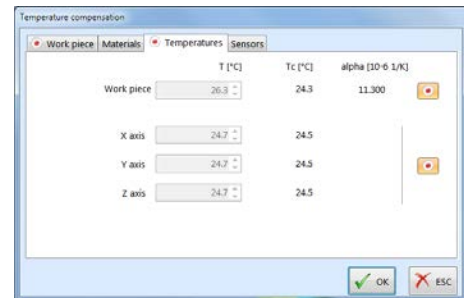 Temperature compensation
Work piece Materials Temperatures Sensors
T [°C] Tc [°C] alpha [10-6 1/K]
Work piece 26.3 24.3 11.300
X axis 24.7 24.5
Y axis 24.7 24.5
Z axis 24.7 24.5
OK ESC